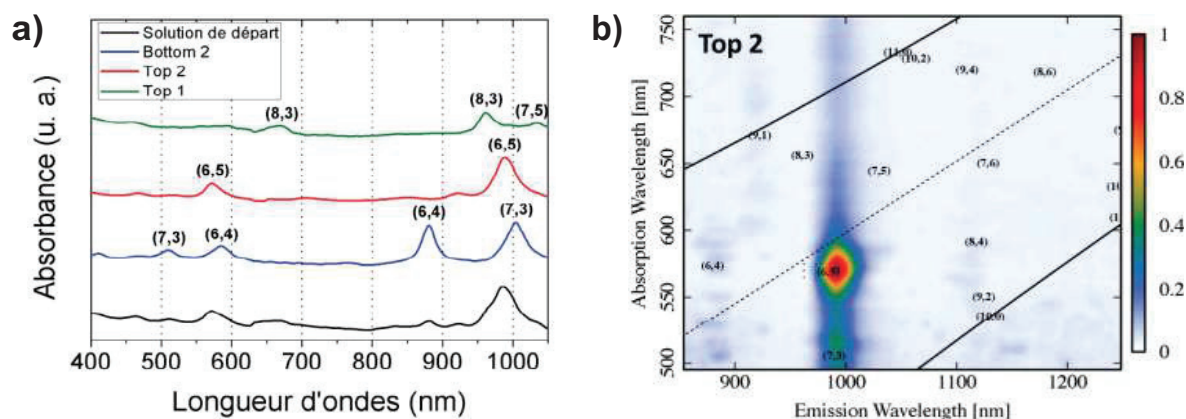 a)
Solution de départ
Bottom 2
Top 2
Top 1
(8,3)
(8,3)
(7,5)
(6,5)
(6,5)
(7,3)
(6,4)
(6,4)
(7,3)
Absorbance (u. a.)
400 500 600 700 800 900 1000
Longueur d'ondes (nm)
b)
Top 2
(10,2)
(9,4)
(8,6)
(9,1)
(8,3)
(7,5)
(7,6)
(8,4)
(6,4)
(6,5)
(9,2)
(10,0)
(7,3)
Absorption Wavelength [nm]
750
700
650
600
550
500
900 1000 1100 1200
Emission Wavelength [nm]
1
0.8
0.6
0.4
0.2
0